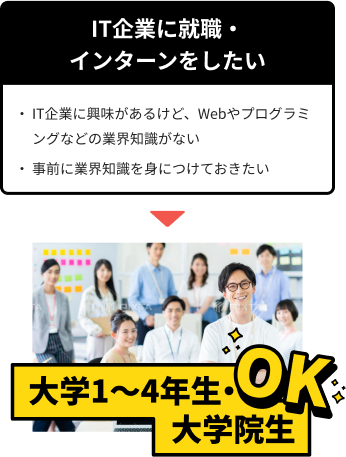 IT企業に就職・
インターンをしたい
・ IT企業に興味があるけど、Webやプログラミ
ングなどの業界知識がない
・ 事前に業界知識を身につけておきたい
大学1〜4年生・
大学院生
OK